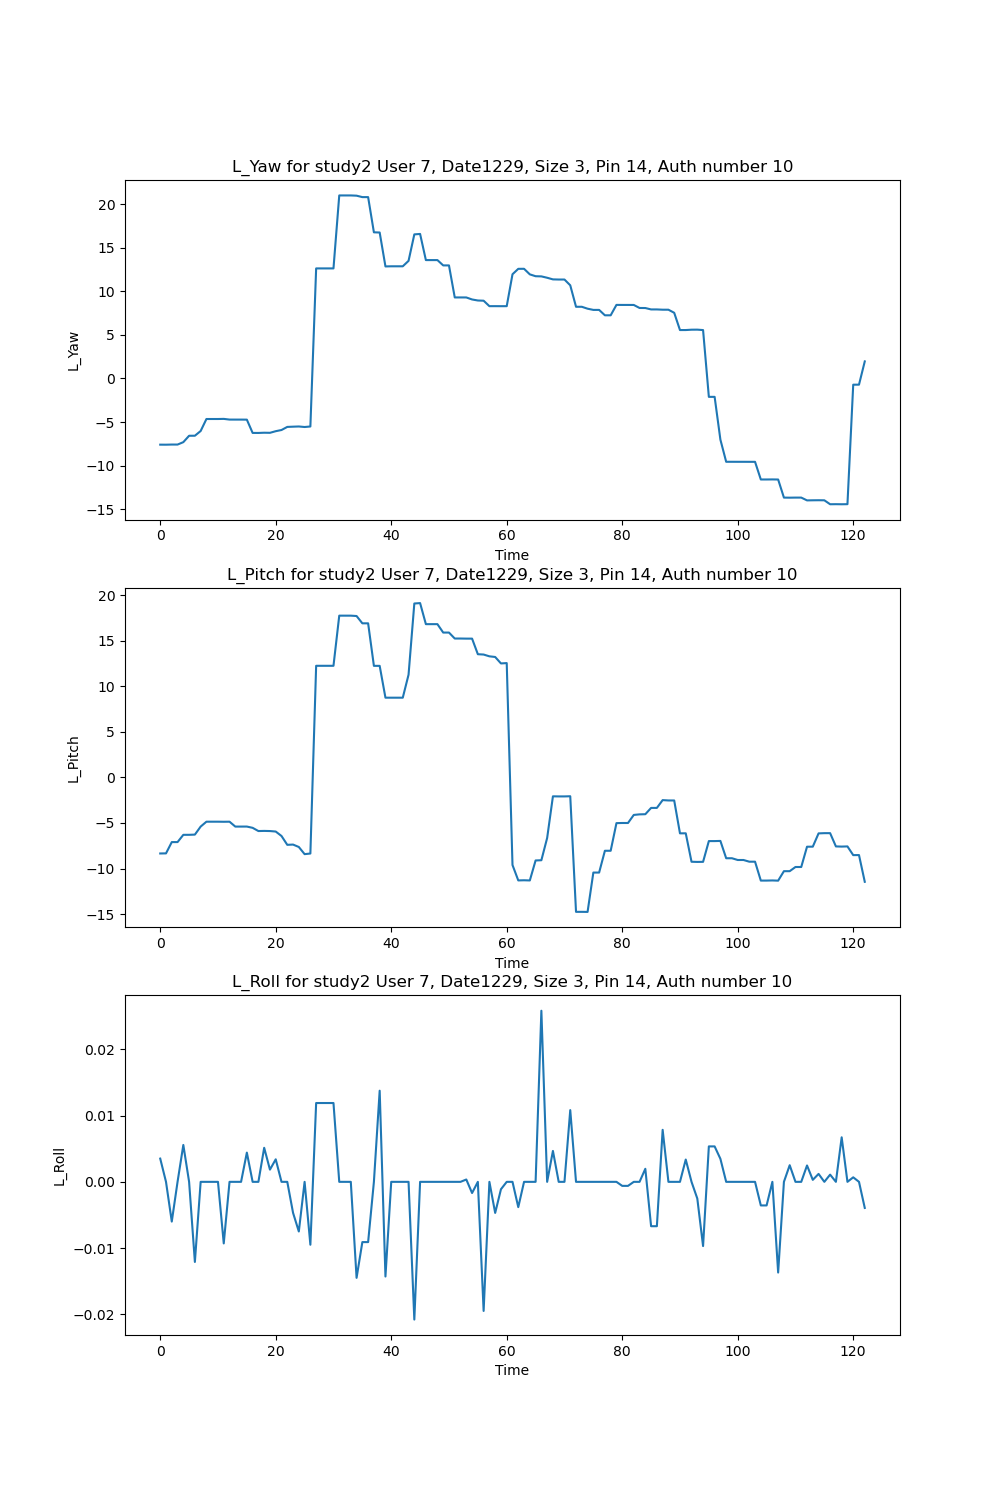 L_Yaw for study2 User 7, Date1229, Size 3, Pin 14, Auth number 10
20
15
10
5
0
−5
−10
−15
L_Yaw
0 20 40 60 80 100 120
Time
L_Pitch for study2 User 7, Date1229, Size 3, Pin 14, Auth number 10
20
15
10
5
0
−5
−10
−15
L_Pitch
0 20 40 60 80 100 120
Time
L_Roll for study2 User 7, Date1229, Size 3, Pin 14, Auth number 10
0.02
0.01
0.00
−0.01
−0.02
L_Roll
0 20 40 60 80 100 120
Time